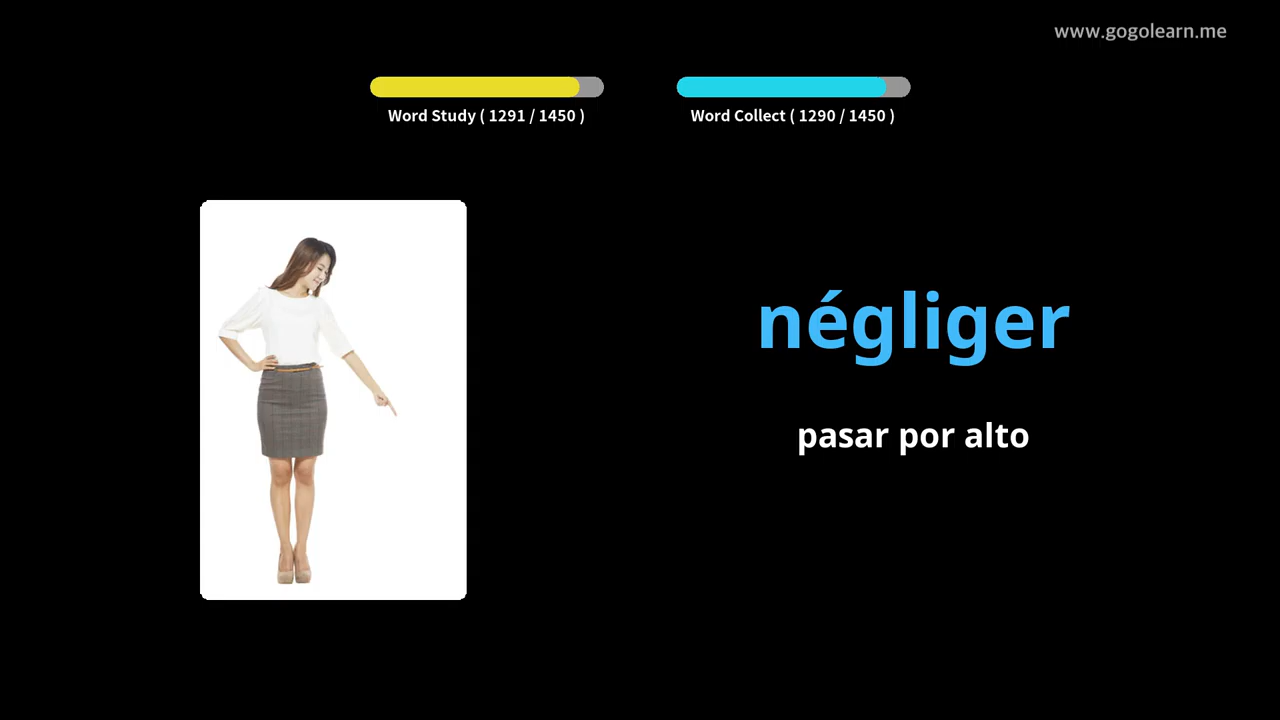 www.gogolearn.me
Word Study ( 1291 / 1450 )
Word Collect ( 1290 / 1450 )
négliger
pasar por alto